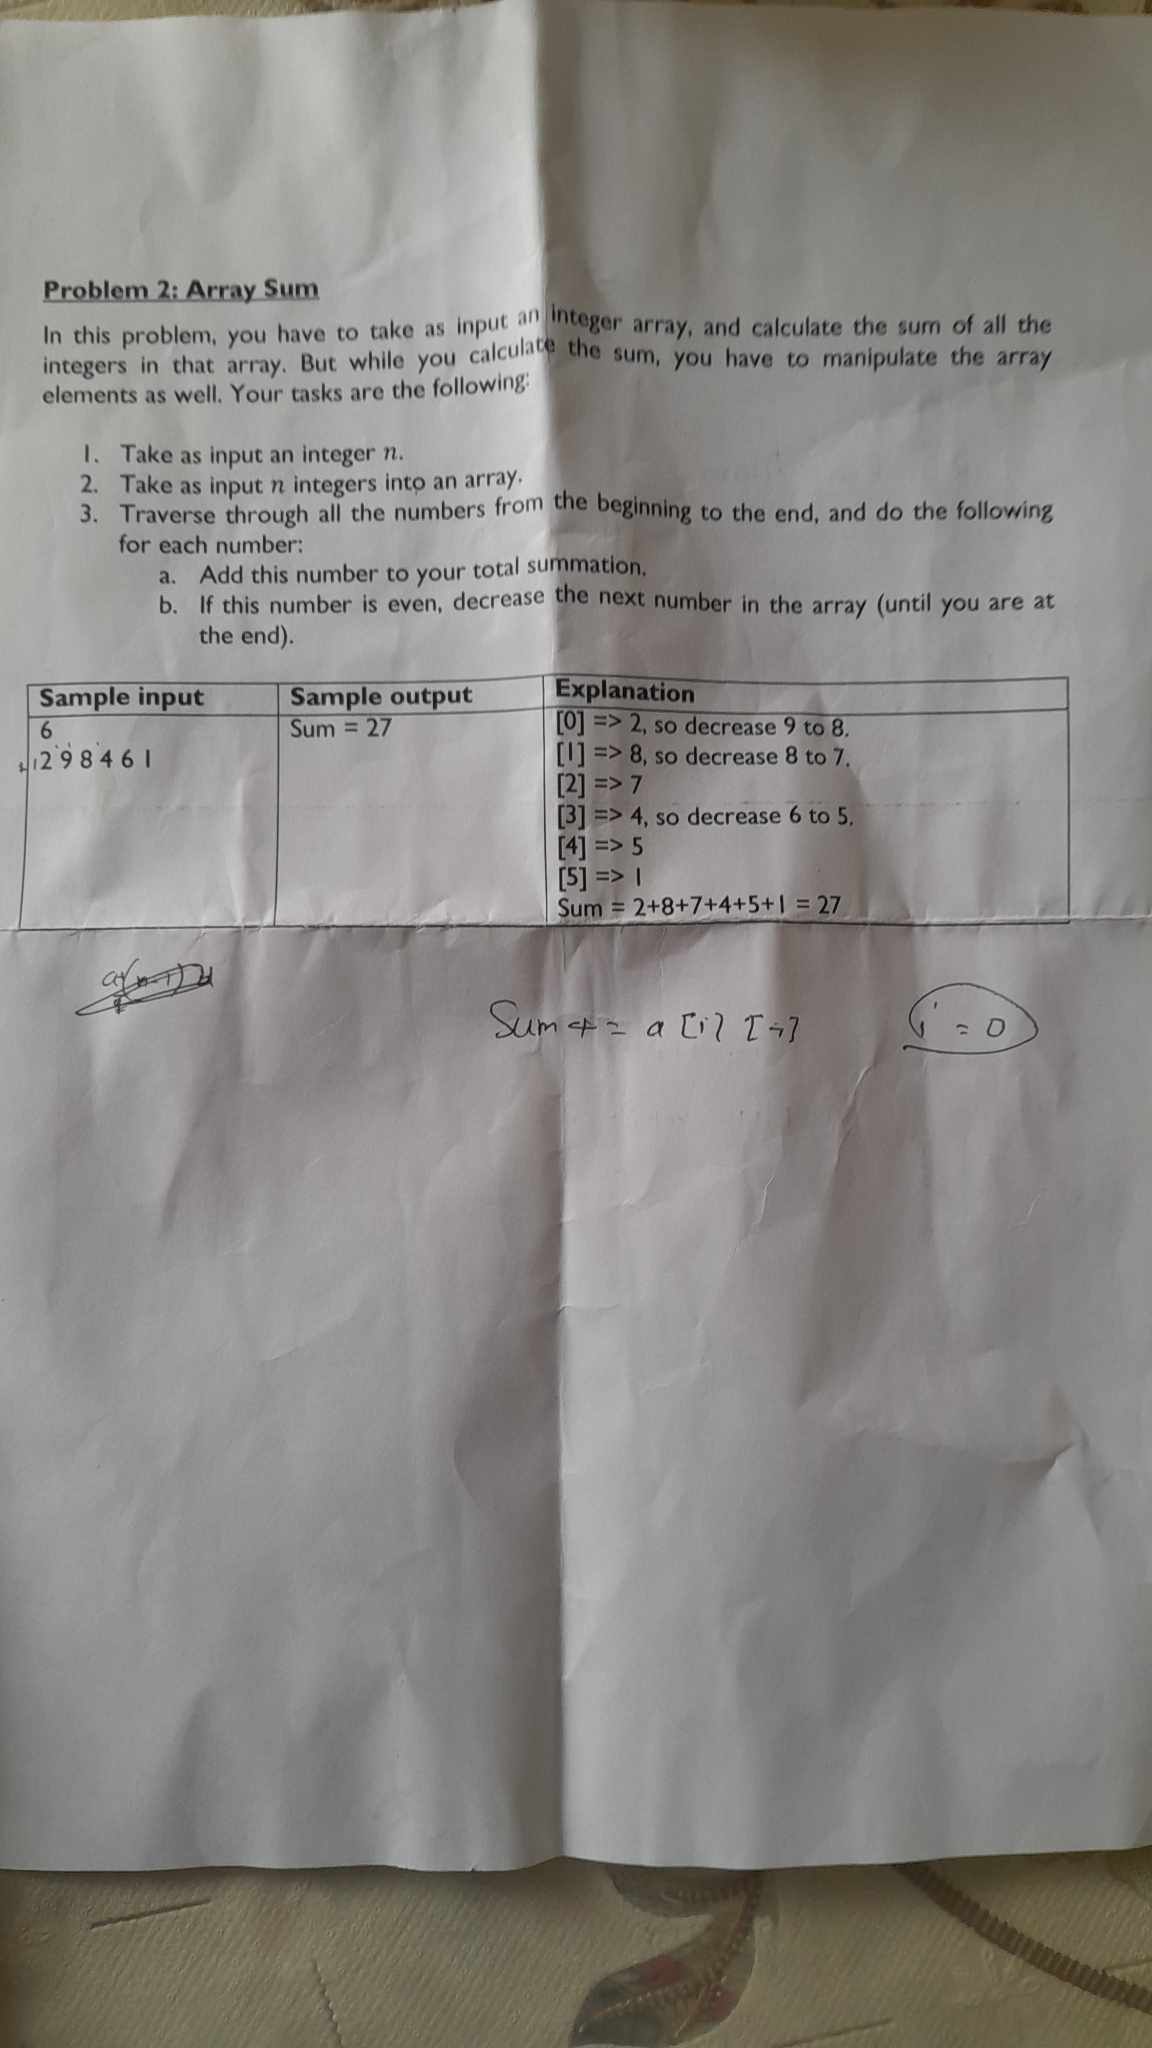 Problem 2: Array Sum
In this problem, you have to take as input an integer array, and calculate the sum of all the
integers in that array. But while you calculate the sum, you have to manipulate the array
elements as well. Your tasks are the following:
1. Take as input an integer n.
2. Take as input n integers into an array.
3. Traverse through all the numbers from the beginning to the end, and do the following
for each number:
a. Add this number to your total summation.
b. If this number is even, decrease the next number in the array (until you are at
the end).
Sample input
6
2 9 8 4 6 1
Sample output
Sum = 27
Explanation
[0] => 2, so decrease 9 to 8.
[1] => 8, so decrease 8 to 7.
[2] => 7
[3] => 4, so decrease 6 to 5.
[4] => 5
[5] => 1
Sum = 2+8+7+4+5+1 = 27
Sum += a [i]
i = 0